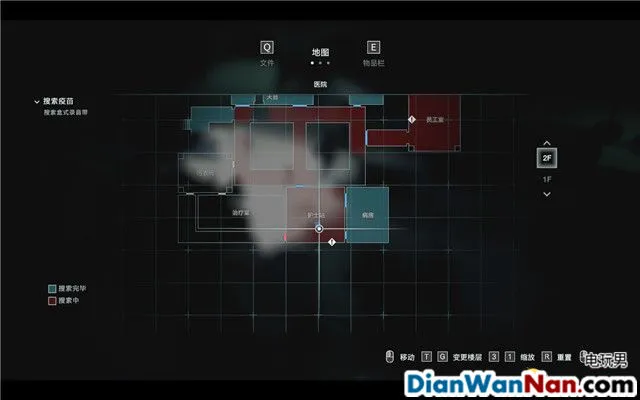 Q
E
文件
地图
物品栏
医院
搜索疫苗
搜索盒式录音带
大厅
员工室
2F
1F
治疗室
护士站
病房
搜索完毕
搜索中
移动 T G 变更楼层 3 1 缩放 R 重置
电玩男
DianWanNan.com